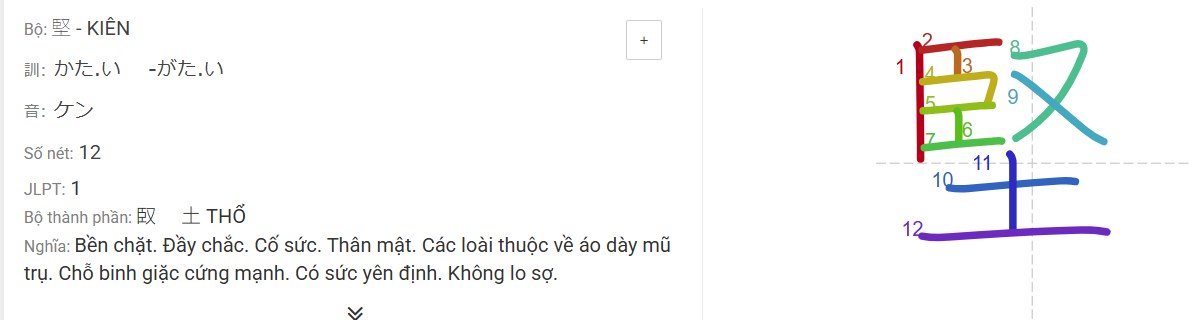 Bộ: 堅 - KIÊN
+
訓: かた.い -がた.い
音: ケン
Số nét: 12
JLPT: 1
Bộ thành phần: 臤 土 THỔ
Nghĩa: Bền chặt. Đầy chắc. Cố sức. Thân mật. Các loài thuộc về áo dày mũ
trụ. Chỗ binh giặc cứng mạnh. Có sức yên định. Không lo sợ.
堅
1
2
3
4
5
6
7
8
9
10
11
12